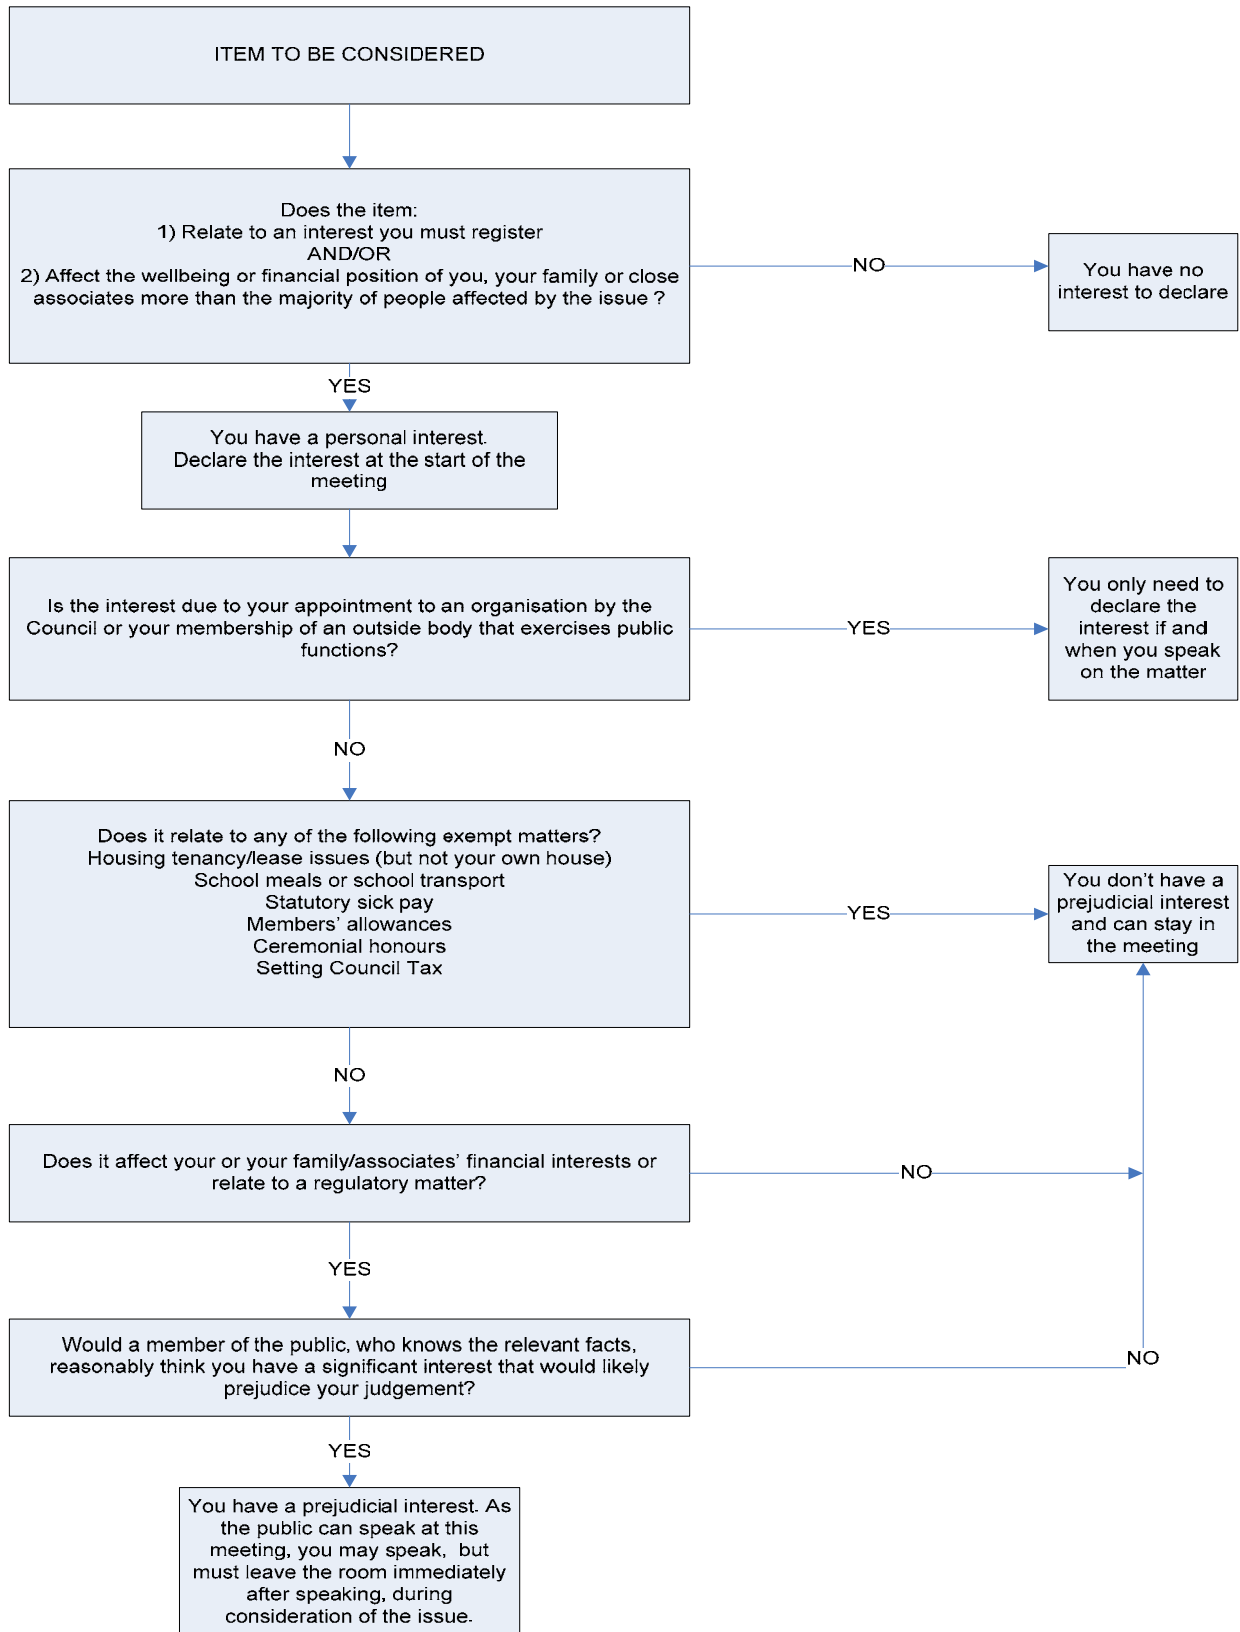 ITEM TO BE CONSIDERED
Does the item:
1) Relate to an interest you must register
AND/OR
2) Affect the wellbeing or financial position of you, your family or close
associates more than the majority of people affected by the issue ?
NO
You have no
interest to declare
YES
You have a personal interest.
Declare the interest at the start of the
meeting
Is the interest due to your appointment to an organisation by the
Council or your membership of an outside body that exercises public
functions?
YES
You only need to
declare the
interest if and
when you speak
on the matter
NO
Does it relate to any of the following exempt matters?
Housing tenancy/lease issues (but not your own house)
School meals or school transport
Statutory sick pay
Members' allowances
Ceremonial honours
Setting Council Tax
YES
You don't have a
prejudicial interest
and can stay in
the meeting
NO
Does it affect your or your family/associates' financial interests or
relate to a regulatory matter?
NO
YES
Would a member of the public, who knows the relevant facts,
reasonably think you have a significant interest that would likely
prejudice your judgement?
NO
YES
You have a prejudicial interest. As
the public can speak at this
meeting, you may speak, but
must leave the room immediately
after speaking, during
consideration of the issue.